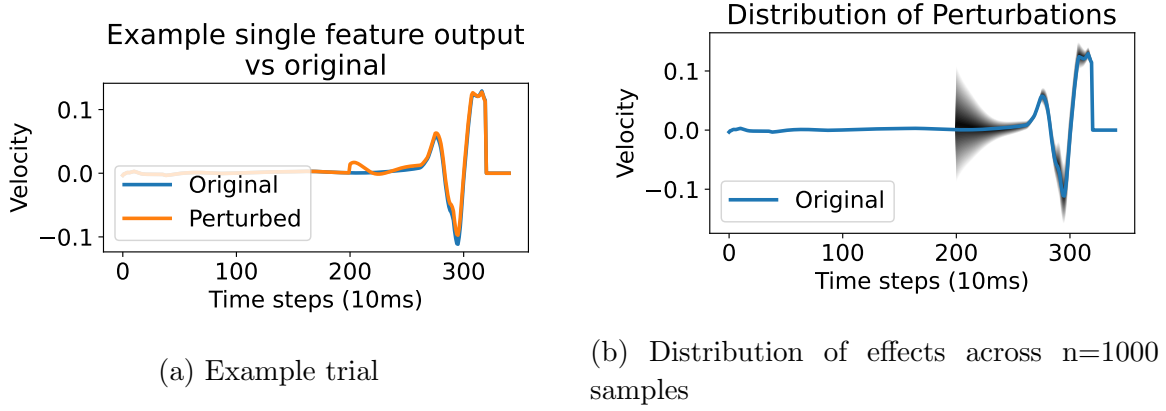 Example single feature output
vs original
Velocity
0.1
0.0
−0.1
Original
Perturbed
0
100
200
300
Time steps (10ms)
(a) Example trial
Distribution of Perturbations
Velocity
0.1
0.0
−0.1
Original
0
100
200
300
Time steps (10ms)
(b) Distribution of effects across n=1000
samples